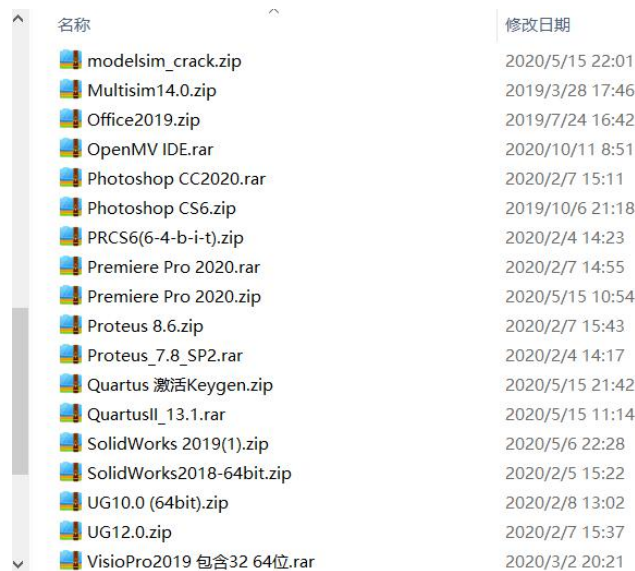 名称 修改日期
modelsim_crack.zip 2020/5/15 22:01
Multisim14.0.zip 2019/3/28 17:46
Office2019.zip 2019/7/24 16:42
OpenMV IDE.rar 2020/10/11 8:51
Photoshop CC2020.rar 2020/2/7 15:11
Photoshop CS6.zip 2019/10/6 21:18
PRCS6(6-4-b-i-t).zip 2020/2/4 14:23
Premiere Pro 2020.rar 2020/2/7 14:55
Premiere Pro 2020.zip 2020/5/15 10:54
Proteus 8.6.zip 2020/2/7 15:43
Proteus_7.8_SP2.rar 2020/2/4 14:17
Quartus 激活Keygen.zip 2020/5/15 21:42
QuartusII_13.1.rar 2020/5/15 11:14
SolidWorks 2019(1).zip 2020/5/6 22:28
SolidWorks2018-64bit.zip 2020/2/5 15:22
UG10.0 (64bit).zip 2020/2/8 13:02
UG12.0.zip 2020/2/7 15:37
VisioPro2019 包含32 64位.rar 2020/3/2 20:21